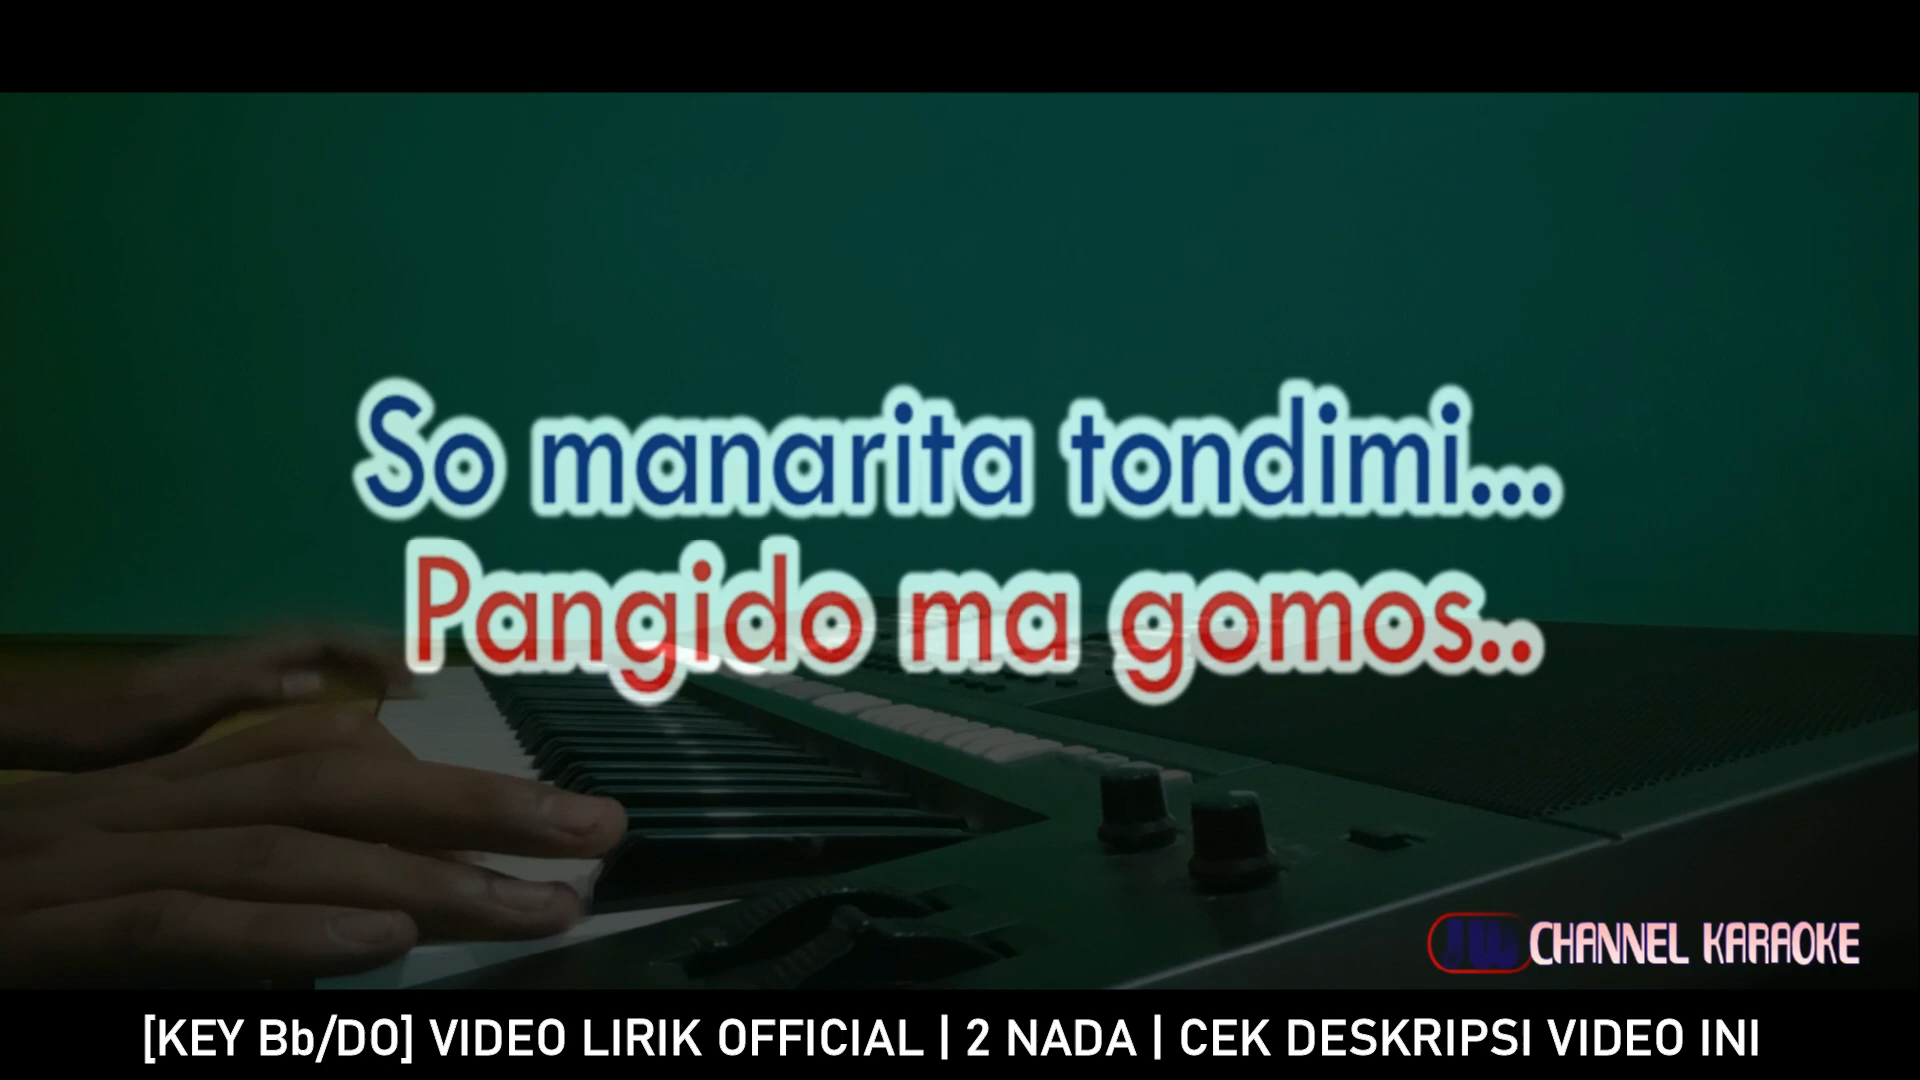 So manarita tondimi...
Pangido ma gomos..
JW CHANNEL KARAOKE
[KEY Bb/DO] VIDEO LIRIK OFFICIAL | 2 NADA | CEK DESKRIPSI VIDEO INI